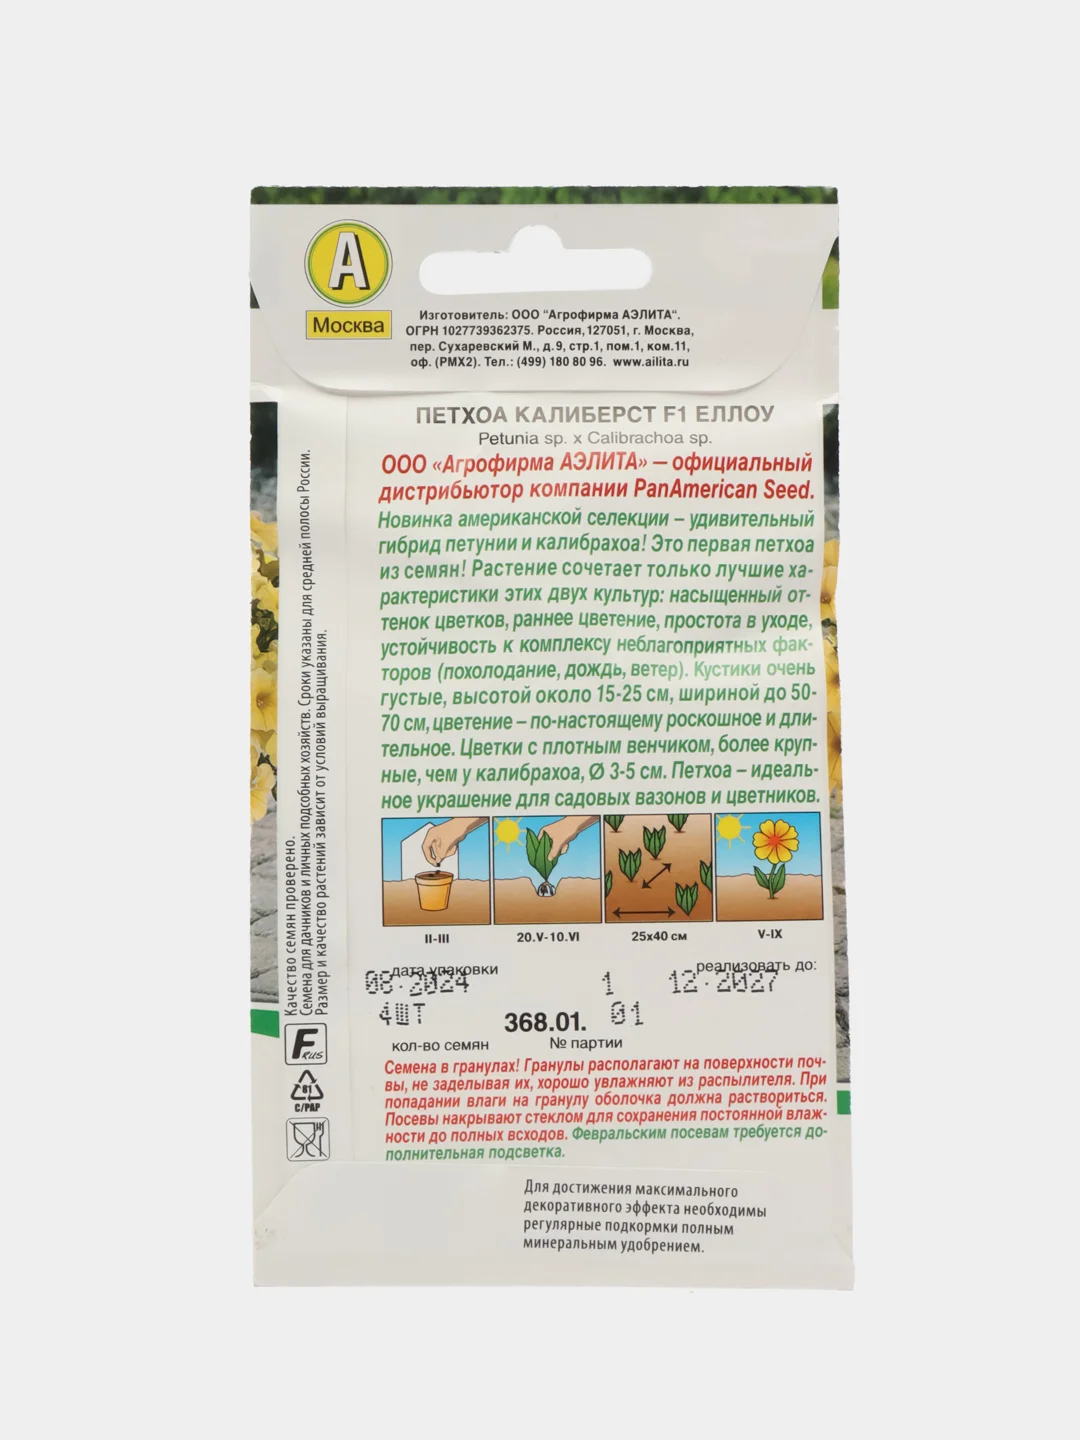 А
Москва
Изготовитель: ООО "Агрофирма АЭЛИТА".
ОГРН 1027739362375. Россия, 127051, г. Москва,
пер. Сухаревский М., д.9, стр.1, пом.1, ком.11,
оф. (РМХ2). Тел.: (499) 180 80 96. www.ailita.ru
ПЕТХОА КАЛИБЕРСТ F1 ЕЛЛОУ
Petunia sp. x Calibrachoa sp.
ООО «Агрофирма АЭЛИТА» – официальный
дистрибьютор компании PanAmerican Seed.
Новинка американской селекции – удивительный
гибрид петунии и калибрахоа! Это первая петхоа
из семян! Растение сочетает только лучшие ха-
рактеристики этих двух культур: насыщенный от-
тенок цветков, раннее цветение, простота в уходе,
устойчивость к комплексу неблагоприятных фак-
торов (похолодание, дождь, ветер). Кустики очень
густые, высотой около 15-25 см, шириной до 50-
70 см, цветение – по-настоящему роскошное и дли-
тельное. Цветки с плотным венчиком, более круп-
ные, чем у калибрахоа, Ø 3-5 см. Петхоа – идеаль-
ное украшение для садовых вазонов и цветников.
II-III
20.V-10.VI
25х40 см
V-IX
дата упаковки
реализовать до:
08.2024
1
12.2027
4ШТ
368.01.
01
кол-во семян
№ партии
Семена в гранулах! Гранулы располагают на поверхности поч-
вы, не заделывая их, хорошо увлажняют из распылителя. При
попадании влаги на гранулу оболочка должна раствориться.
Посевы накрывают стеклом для сохранения постоянной влаж-
ности до полных всходов. Февральским посевам требуется до-
полнительная подсветка.
Для достижения максимального
декоративного эффекта необходимы
регулярные подкормки полным
минеральным удобрением.
Качество семян проверено.
Семена для дачников и личных подсобных хозяйств. Сроки указаны для средней полосы России.
Размер и качество растений зависит от условий выращивания.
F RUS
81
C/PAP